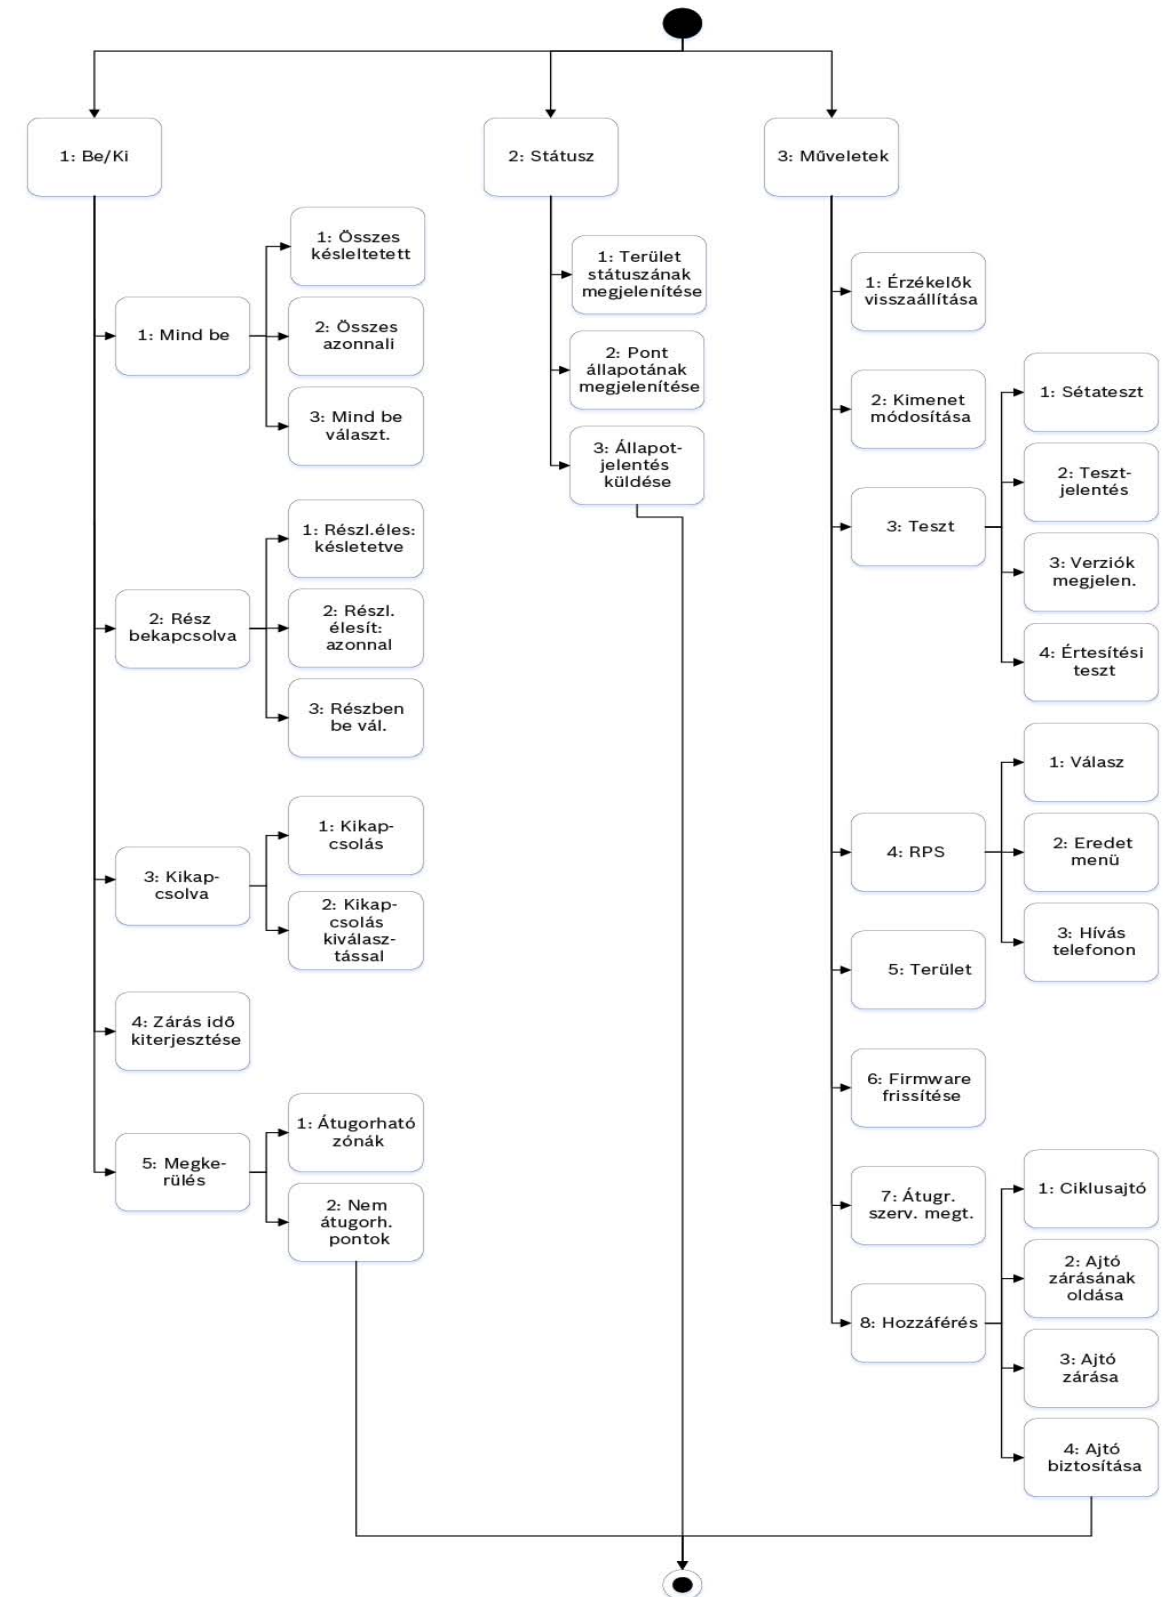 1: Be/Ki
1: Mind be
1: Összes
késleltetett
2: Összes
azonnali
3: Mind be
választ.
2: Rész
bekapcsolva
1: Részl.éles:
késletetve
2: Részl.
élesít:
azonnal
3: Részben
be vál.
3: Kikap-
csolva
1: Kikap-
csolás
2: Kikap-
csolás
kiválasz-
tással
4: Zárás idő
kiterjesztése
5: Megke-
rülés
1: Átugorható
zónák
2: Nem
átugorh.
pontok
2: Státusz
1: Terület
státuszának
megjelenítése
2: Pont
állapotának
megjelenítése
3: Állapot-
jelentés
küldése
3: Műveletek
1: Érzékelők
visszaállítása
2: Kimenet
módosítása
3: Teszt
1: Sétateszt
2: Teszt-
jelentés
3: Verziók
megjelen.
4: Értesítési
teszt
4: RPS
1: Válasz
2: Eredet
menü
3: Hívás
telefonon
5: Terület
6: Firmware
frissítése
7: Átugr.
szerv. megt.
8: Hozzáférés
1: Ciklusajtó
2: Ajtó
zárásának
oldása
3: Ajtó
zárása
4: Ajtó
biztosítása